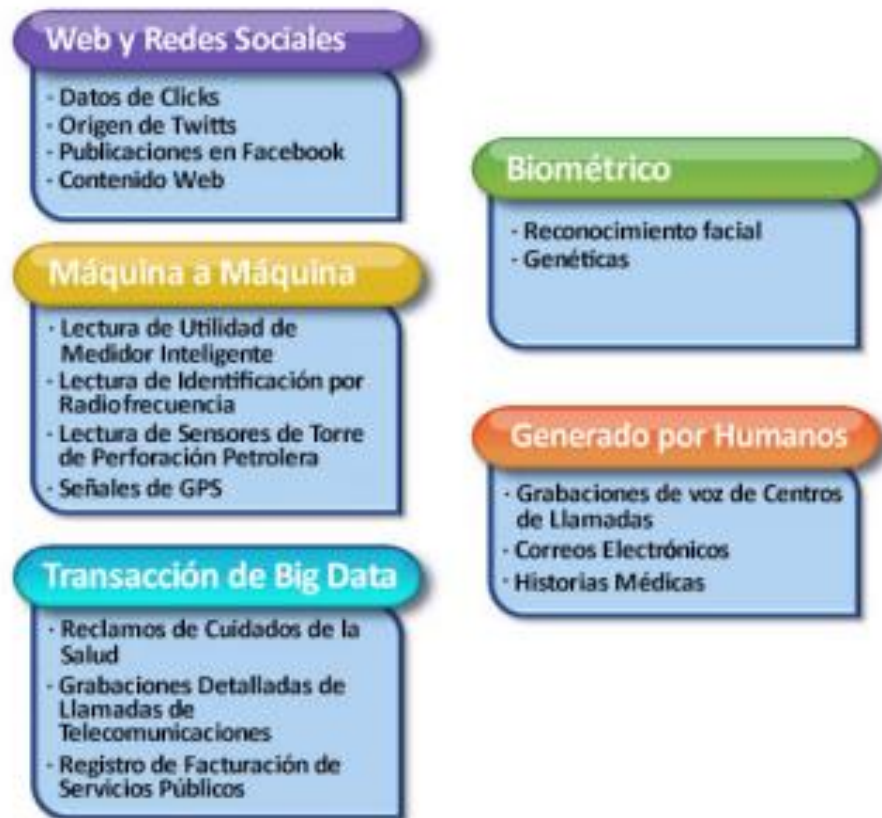 Web y Redes Sociales
· Datos de Clicks
· Origen de Twitts
· Publicaciones en Facebook
· Contenido Web
Máquina a Máquina
· Lectura de Utilidad de
Medidor Inteligente
· Lectura de Identificación por
Radiofrecuencia
· Lectura de Sensores de Torre
de Perforación Petrolera
· Señales de GPS
Transacción de Big Data
· Reclamos de Cuidados de la
Salud
· Grabaciones Detalladas de
Llamadas de
Telecomunicaciones
· Registro de Facturación de
Servicios Públicos
Biométrico
· Reconocimiento facial
· Genéticas
Generado por Humanos
· Grabaciones de voz de Centros
de Llamadas
· Correos Electrónicos
· Historias Médicas